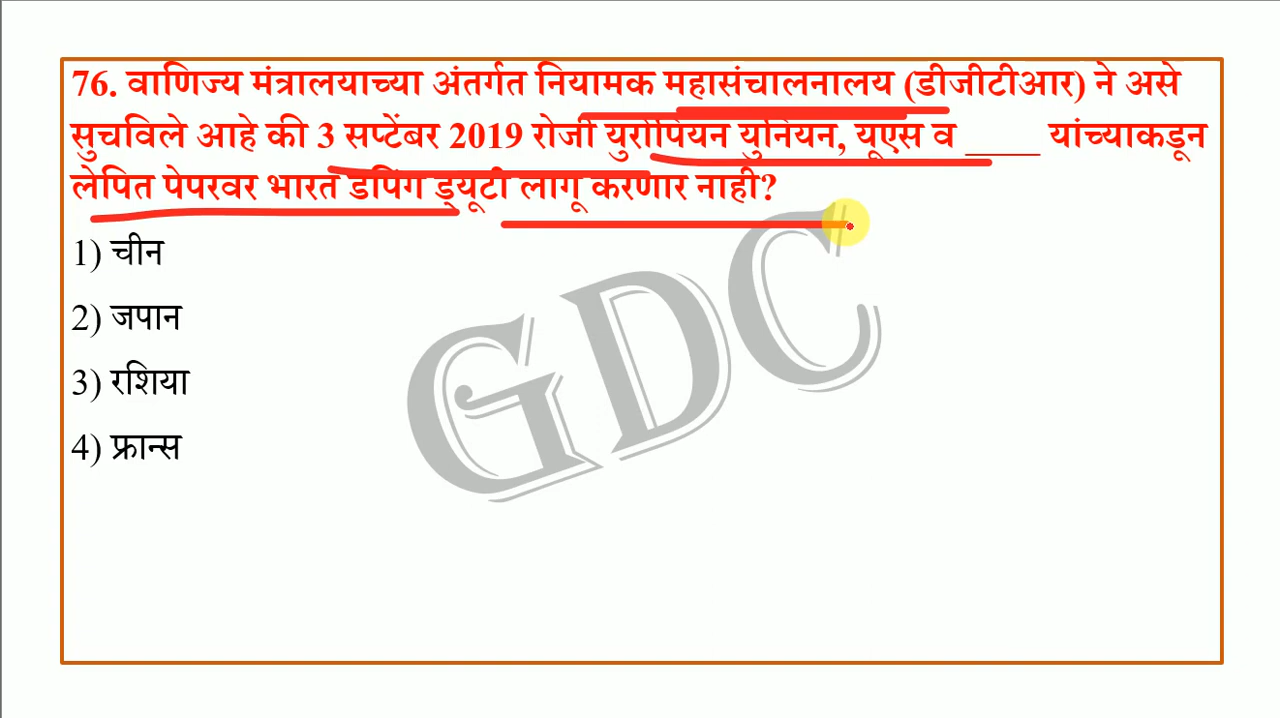 76. वाणिज्य मंत्रालयाच्या अंतर्गत नियामक महासंचालनालय (डीजीटीआर) ने असे
सुचविले आहे की 3 सप्टेंबर 2019 रोजी युरोपियन युनियन, यूएस व ____ यांच्याकडून
लेपित पेपरवर भारत डंपिंग ड्यूटी लागू करणार नाही?
1) चीन
2) जपान
3) रशिया
4) फ्रान्स
GDC